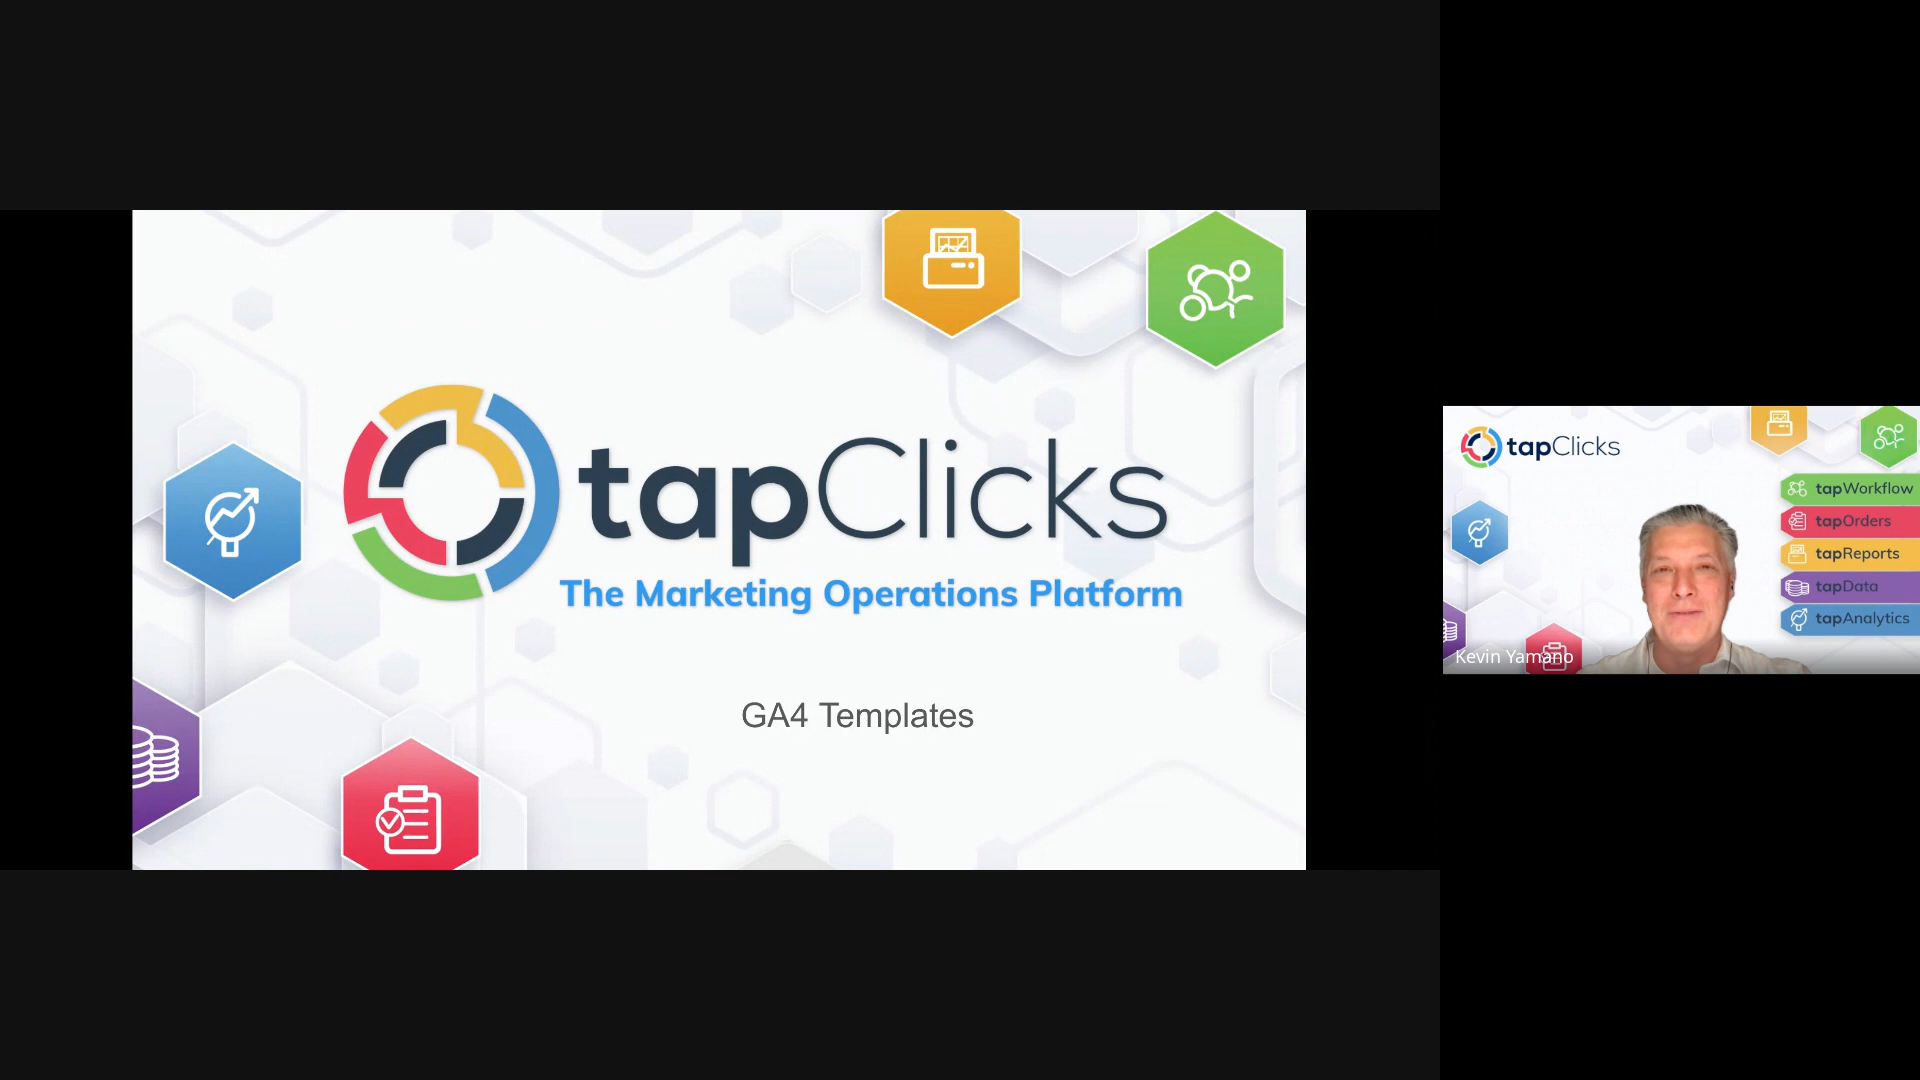 tapClicks
The Marketing Operations Platform
GA4 Templates
tapClicks
tapWorkflow
tapOrders
tapReports
tapData
tapAnalytics
Kevin Yamano